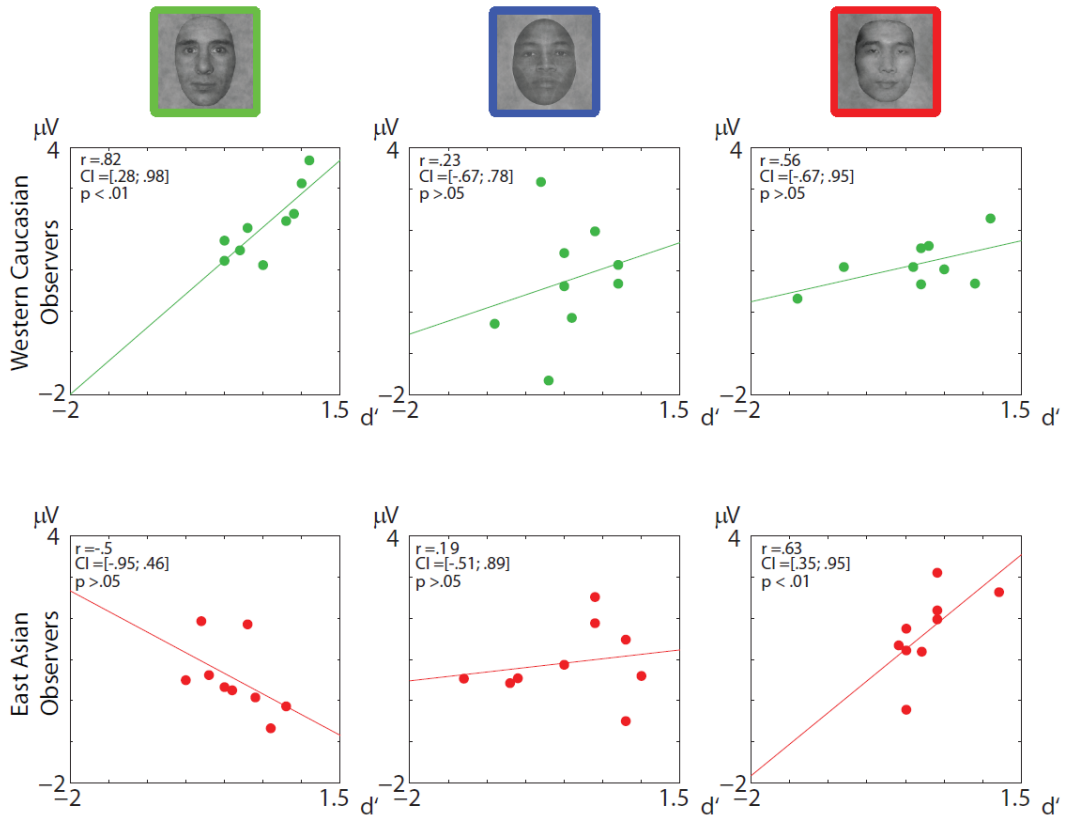 μV
4
r =.82
CI =[.28; .98]
p < .01
−2
−2
1.5
d‘
μV
4
r =.23
CI =[-.67; .78]
p >.05
−2
−2
1.5
d‘
μV
4
r =.56
CI =[-.67; .95]
p >.05
−2
−2
1.5
d‘
Western Caucasian
Observers
μV
4
r =-.5
CI =[-.95; .46]
p >.05
−2
−2
1.5
d‘
μV
4
r =.19
CI =[-.51; .89]
p >.05
−2
−2
1.5
d‘
μV
4
r =.63
CI =[.35; .95]
p < .01
−2
−2
1.5
d‘
East Asian
Observers